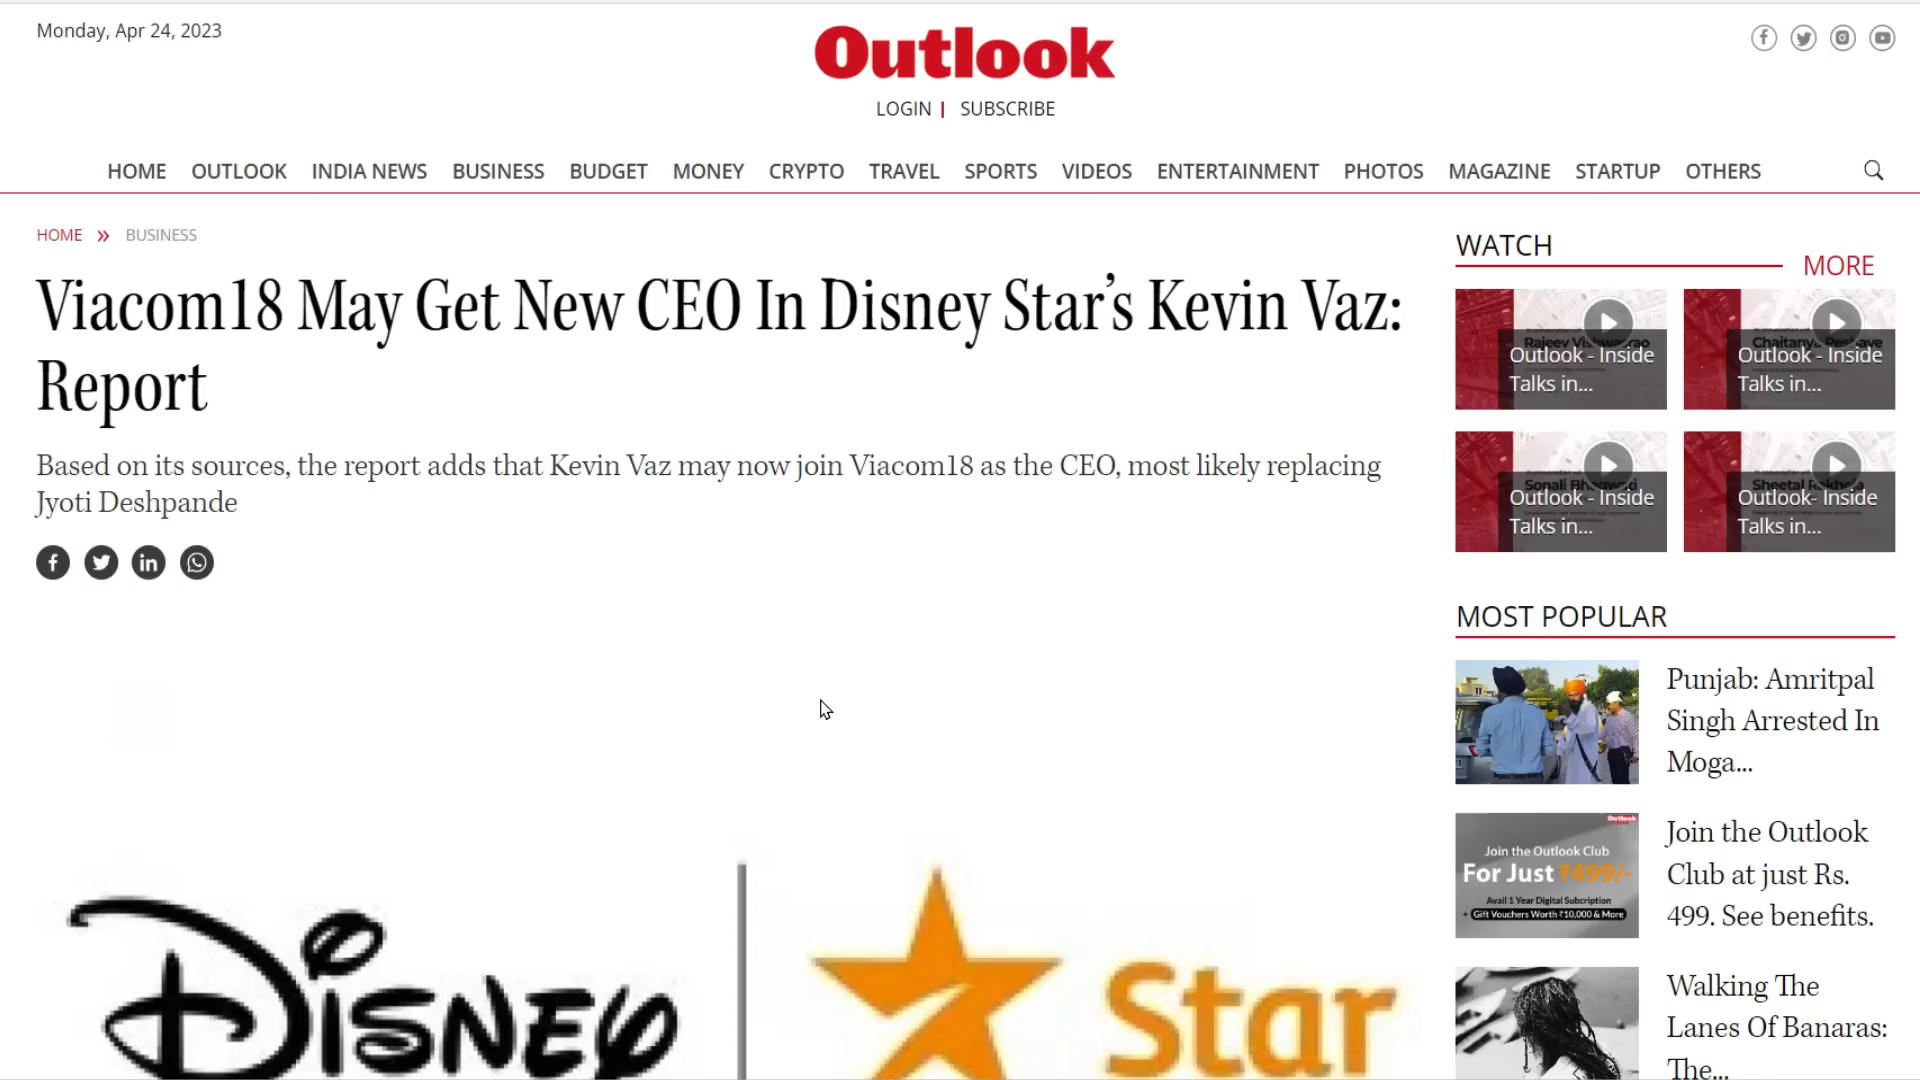 Monday, Apr 24, 2023
Outlook
LOGIN | SUBSCRIBE
HOME OUTLOOK INDIA NEWS BUSINESS BUDGET MONEY CRYPTO TRAVEL SPORTS VIDEOS ENTERTAINMENT PHOTOS MAGAZINE STARTUP OTHERS
HOME » BUSINESS
Viacom18 May Get New CEO In Disney Star’s Kevin Vaz:
Report
Based on its sources, the report adds that Kevin Vaz may now join Viacom18 as the CEO, most likely replacing
Jyoti Deshpande
DISNEY
Star
WATCH
MORE
Outlook - Inside
Talks in...
Outlook - Inside
Talks in...
Outlook - Inside
Talks in...
Outlook- Inside
Talks in...
MOST POPULAR
Punjab: Amritpal
Singh Arrested In
Moga...
Outlook
Join the Outlook Club
For Just ₹499/-
Avail 1 Year Digital Subcription
+ Gift Vouchers Worth ₹10,000 & More
Join the Outlook
Club at just Rs.
499. See benefits.
Walking The
Lanes Of Banaras:
The...